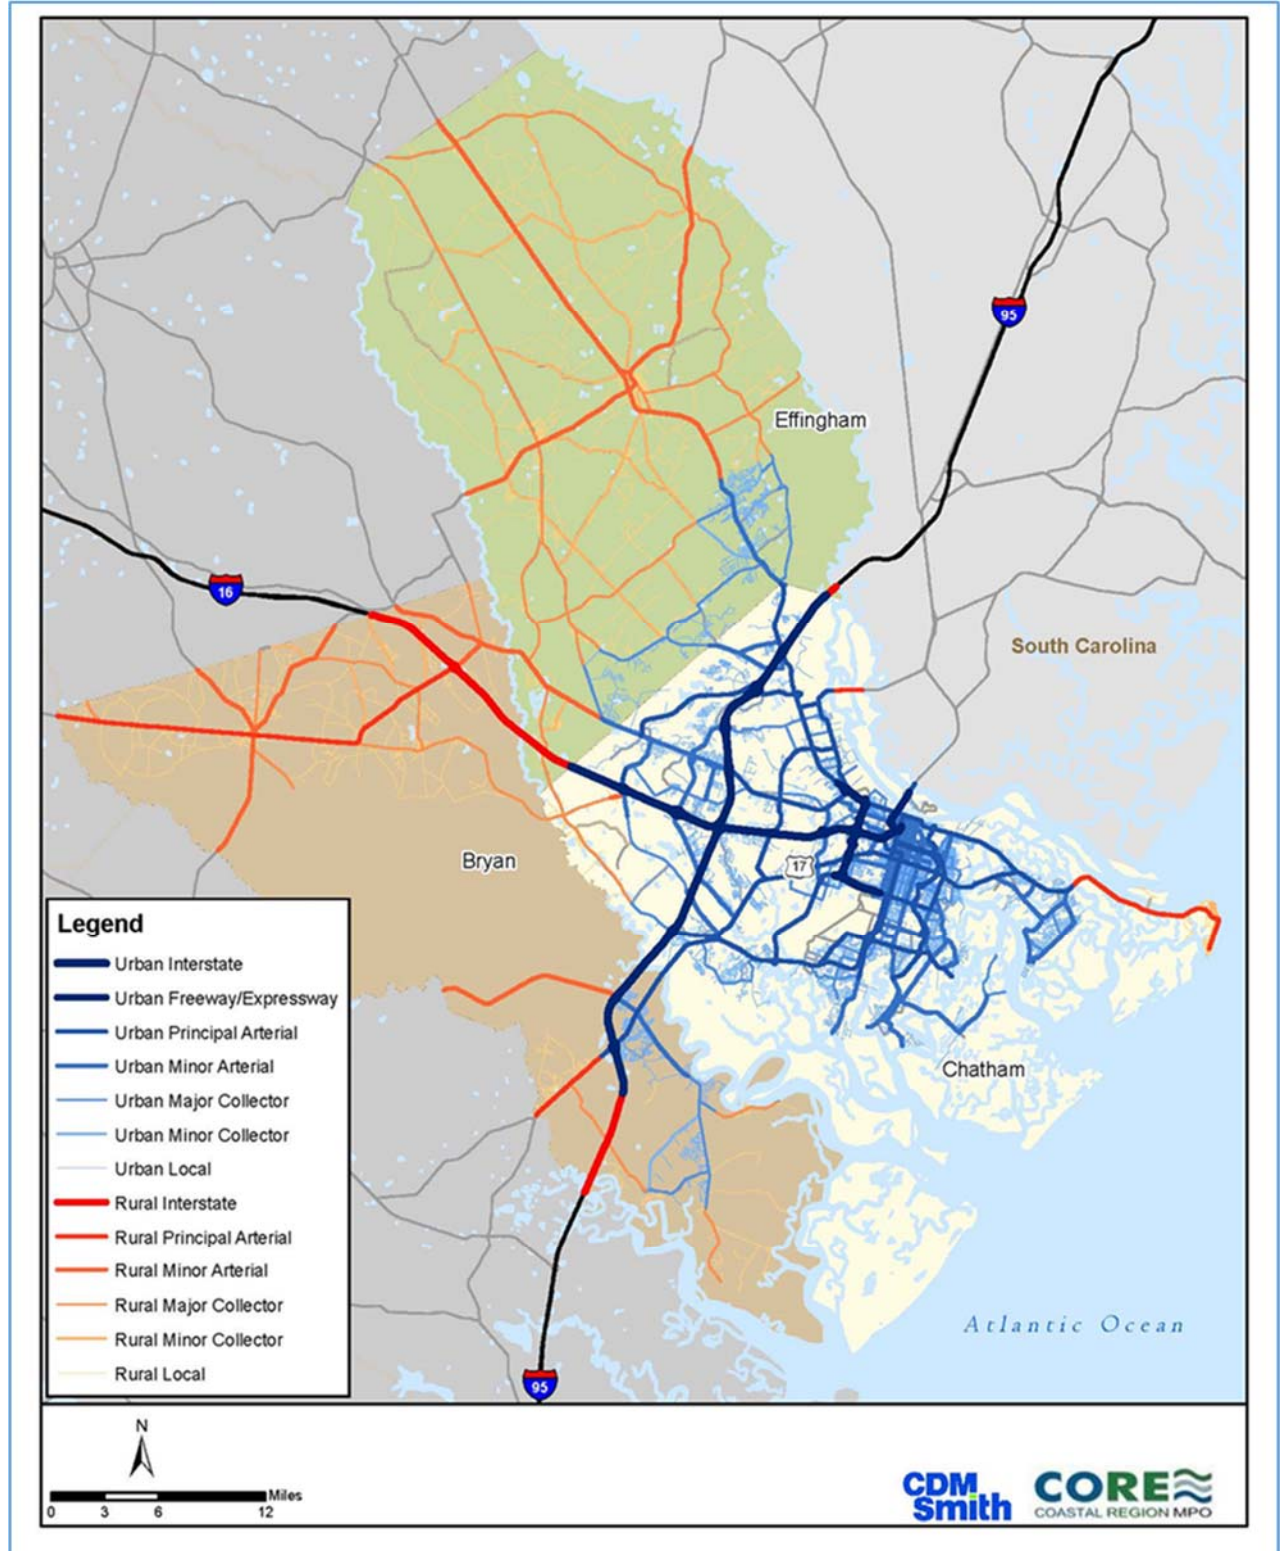 95
Effingham
16
South Carolina
17
Bryan
Legend
Urban Interstate
Urban Freeway/Expressway
Urban Principal Arterial
Urban Minor Arterial
Urban Major Collector
Urban Minor Collector
Urban Local
Rural Interstate
Rural Principal Arterial
Rural Minor Arterial
Rural Major Collector
Rural Minor Collector
Rural Local
Chatham
Atlantic Ocean
95
N
Miles
0 3 6 12
CDM
Smith
CORE
COASTAL REGION MPO